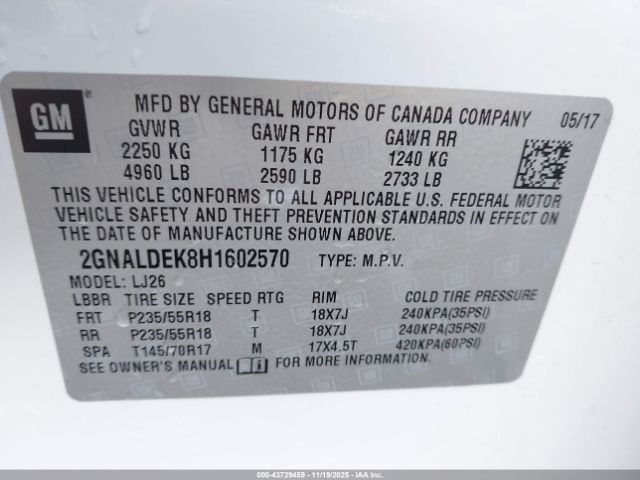 GM
MFD BY GENERAL MOTORS OF CANADA COMPANY 05/17
GVWR GAWR FRT GAWR RR
2250 KG 1175 KG 1240 KG
4960 LB 2590 LB 2733 LB
THIS VEHICLE CONFORMS TO ALL APPLICABLE U.S. FEDERAL MOTOR
VEHICLE SAFETY AND THEFT PREVENTION STANDARDS IN EFFECT ON
THE DATE OF MANUFACTURE SHOWN ABOVE.
2GNALDEK8H1602570 TYPE: M.P.V.
MODEL: LJ26
LBBR TIRE SIZE SPEED RTG RIM COLD TIRE PRESSURE
FRT P235/55R18 T 18X7J 240KPA(35PSI)
RR P235/55R18 T 18X7J 240KPA(35PSI)
SPA T145/70R17 M 17X4.5T 420KPA(60PSI)
SEE OWNER'S MANUAL FOR MORE INFORMATION.
000-43729459 - 11/19/2025 - IAAI.COM